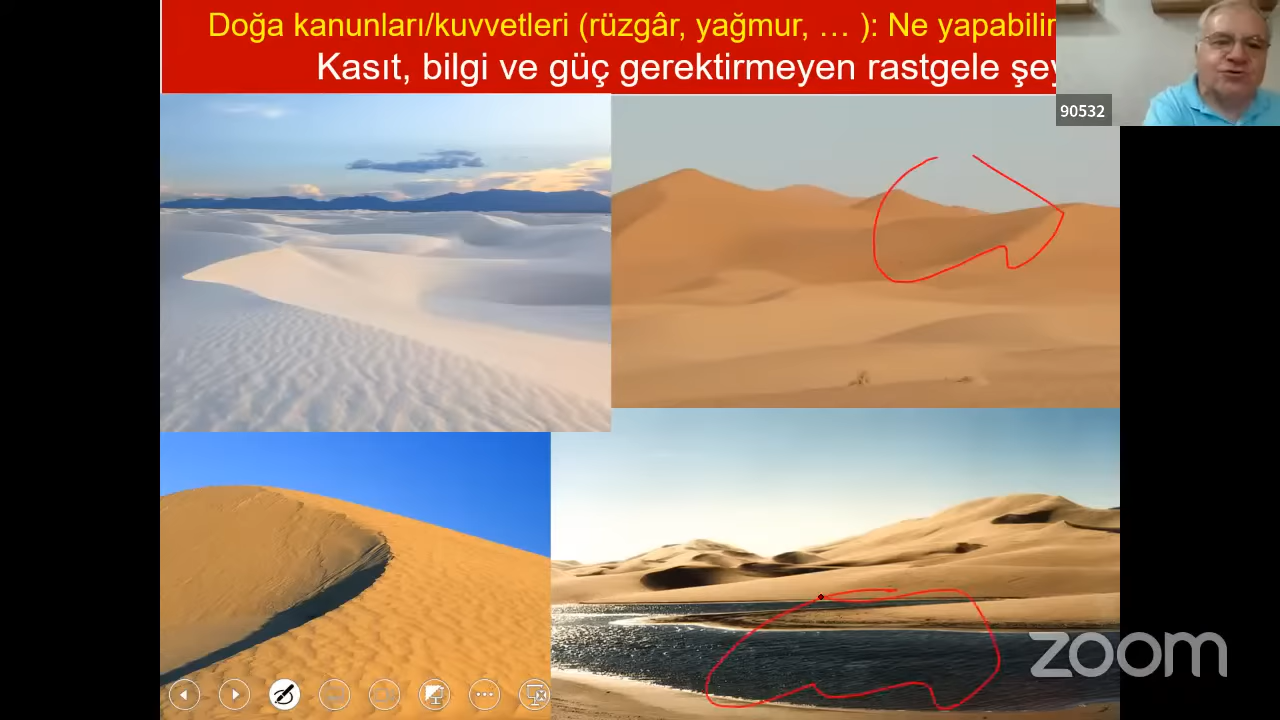 Doğa kanunları/kuvvetleri (rüzgâr, yağmur, … ): Ne yapabilir
Kasıt, bilgi ve güç gerektirmeyen rastgele şey
90532
zoom